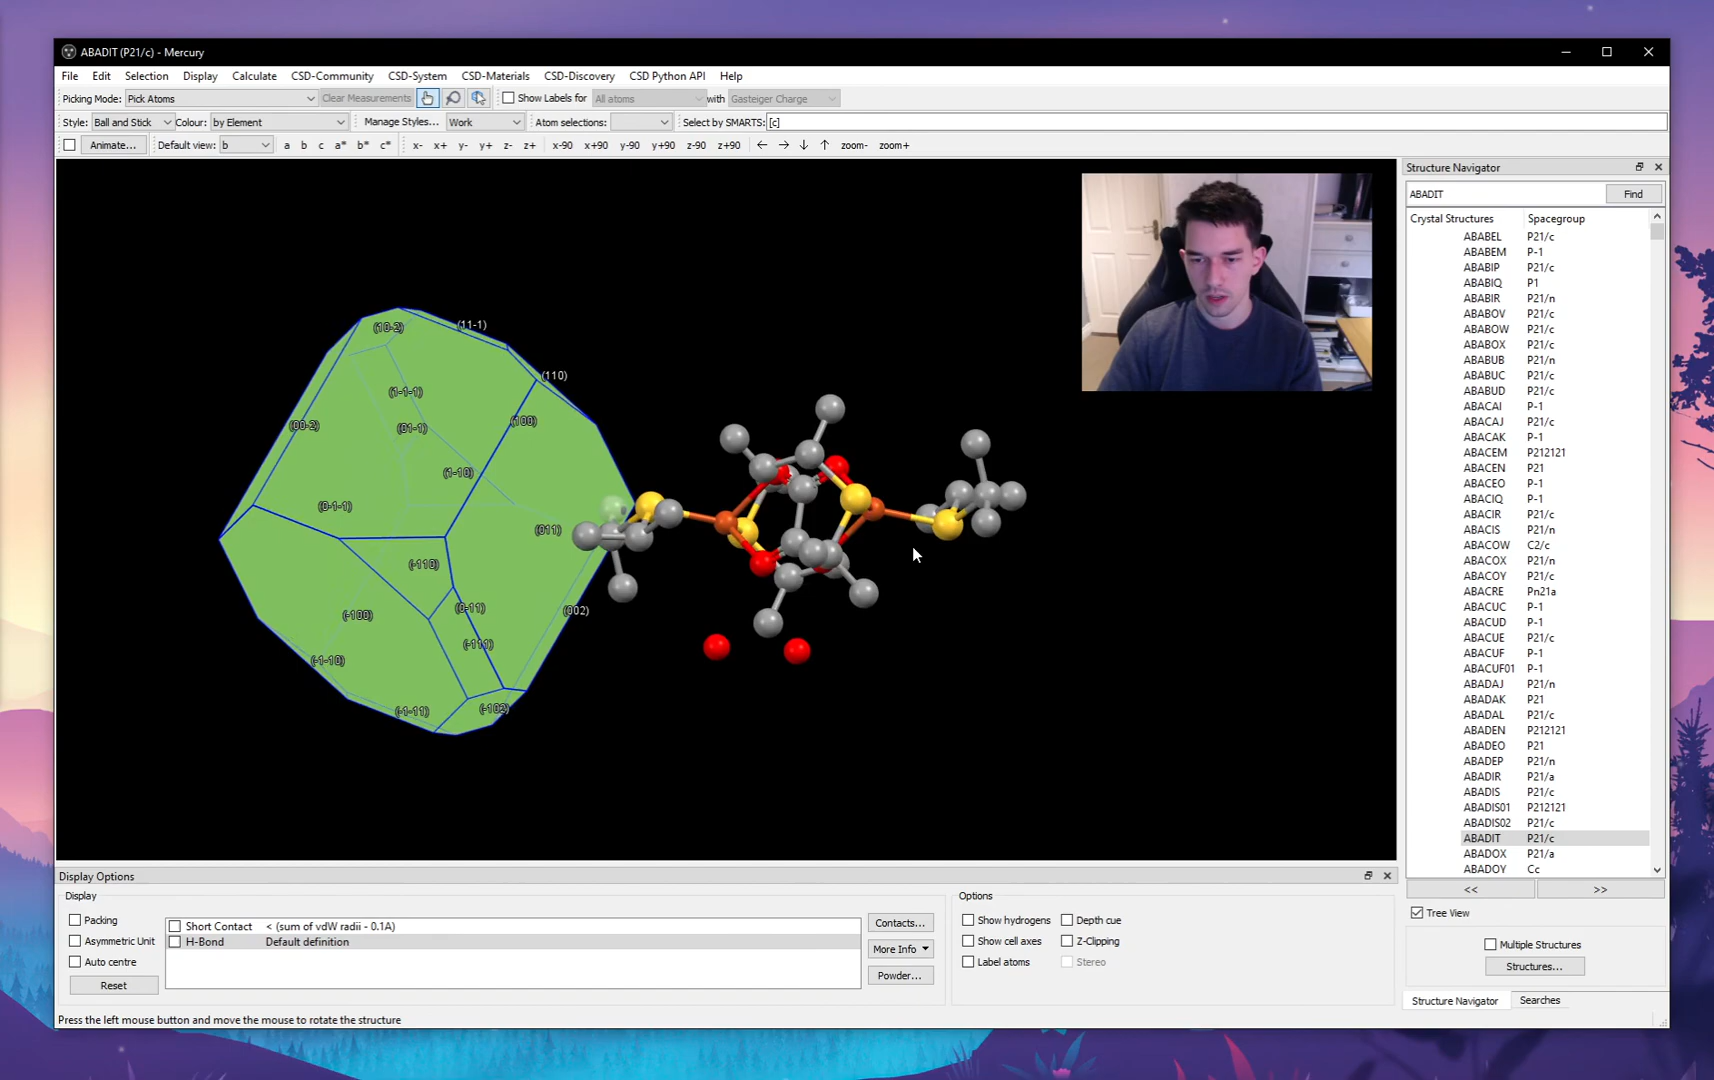 ABADIT (P21/c) - Mercury
File Edit Selection Display Calculate CSD-Community CSD-System CSD-Materials CSD-Discovery CSD Python API Help
Picking Mode: Pick Atoms Clear Measurements Show Labels for All atoms with Gasteiger Charge
Style: Ball and Stick Colour: by Element Manage Styles... Work Atom selections: Select by SMARTS: [c]
Animate... Default view: b a b c a* b* c* x- x+ y- y+ z- z+ x-90 x+90 y-90 y+90 z-90 z+90 ← → ↓ ↑ zoom- zoom+
(10-2)
(11-1)
(110)
(1-1-1)
(100)
(00-2)
(01-1)
(1-10)
(0-1-1)
(011)
(-110)
(0-11)
(002)
(-100)
(-111)
(-1-10)
(-1-11)
(-102)
Structure Navigator
ABADIT Find
Crystal Structures Spacegroup
ABABEL P21/c
ABABEM P-1
ABABIP P21/c
ABABIQ P1
ABABIR P21/n
ABABOV P21/c
ABABOW P21/c
ABABOX P21/c
ABABUB P21/n
ABABUC P21/c
ABABUD P21/c
ABACAI P-1
ABACAJ P21/c
ABACAK P-1
ABACEM P212121
ABACEN P21
ABACEO P-1
ABACIQ P-1
ABACIR P21/c
ABACIS P21/n
ABACOW C2/c
ABACOX P21/n
ABACOY P21/c
ABACRE Pn21a
ABACUC P-1
ABACUD P-1
ABACUE P21/c
ABACUF P-1
ABACUF01 P-1
ABADAJ P21/n
ABADAK P21
ABADAL P21/c
ABADEN P212121
ABADEO P21
ABADEP P21/n
ABADIR P21/a
ABADIS P21/c
ABADIS01 P212121
ABADIS02 P21/c
ABADIT P21/c
ABADOX P21/a
ABADOY Cc
<< >>
Tree View
Multiple Structures
Structures...
Structure Navigator Searches
Display Options
Display
Packing
Asymmetric Unit
Auto centre
Reset
Short Contact < (sum of vdW radii - 0.1A)
H-Bond Default definition
Contacts...
More Info
Powder...
Options
Show hydrogens Depth cue
Show cell axes Z-Clipping
Label atoms Stereo
Press the left mouse button and move the mouse to rotate the structure